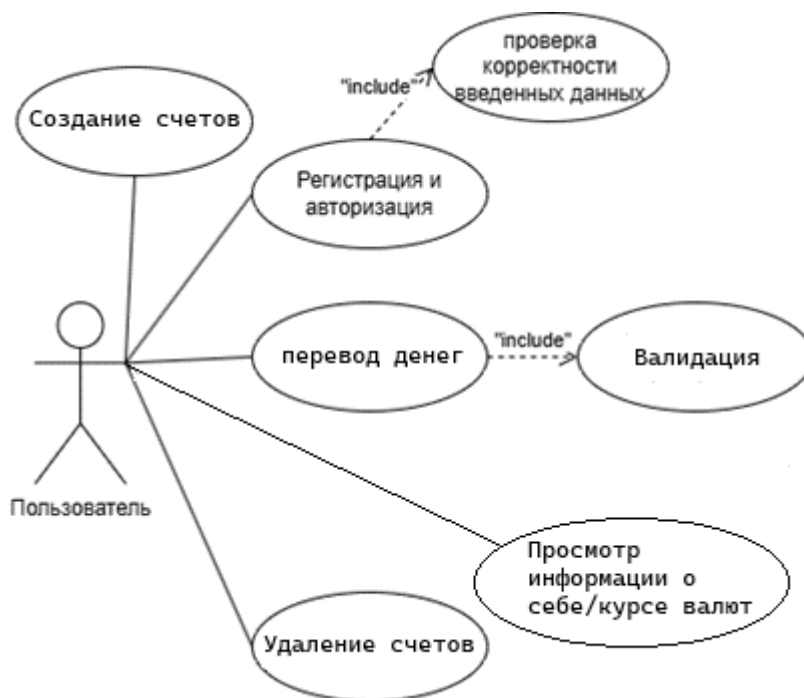 проверка
корректности
введенных данных
"include"
Создание счетов
Регистрация и
авторизация
перевод денег
"include"
Валидация
Пользователь
Просмотр
информации о
себе/курсе валют
Удаление счетов